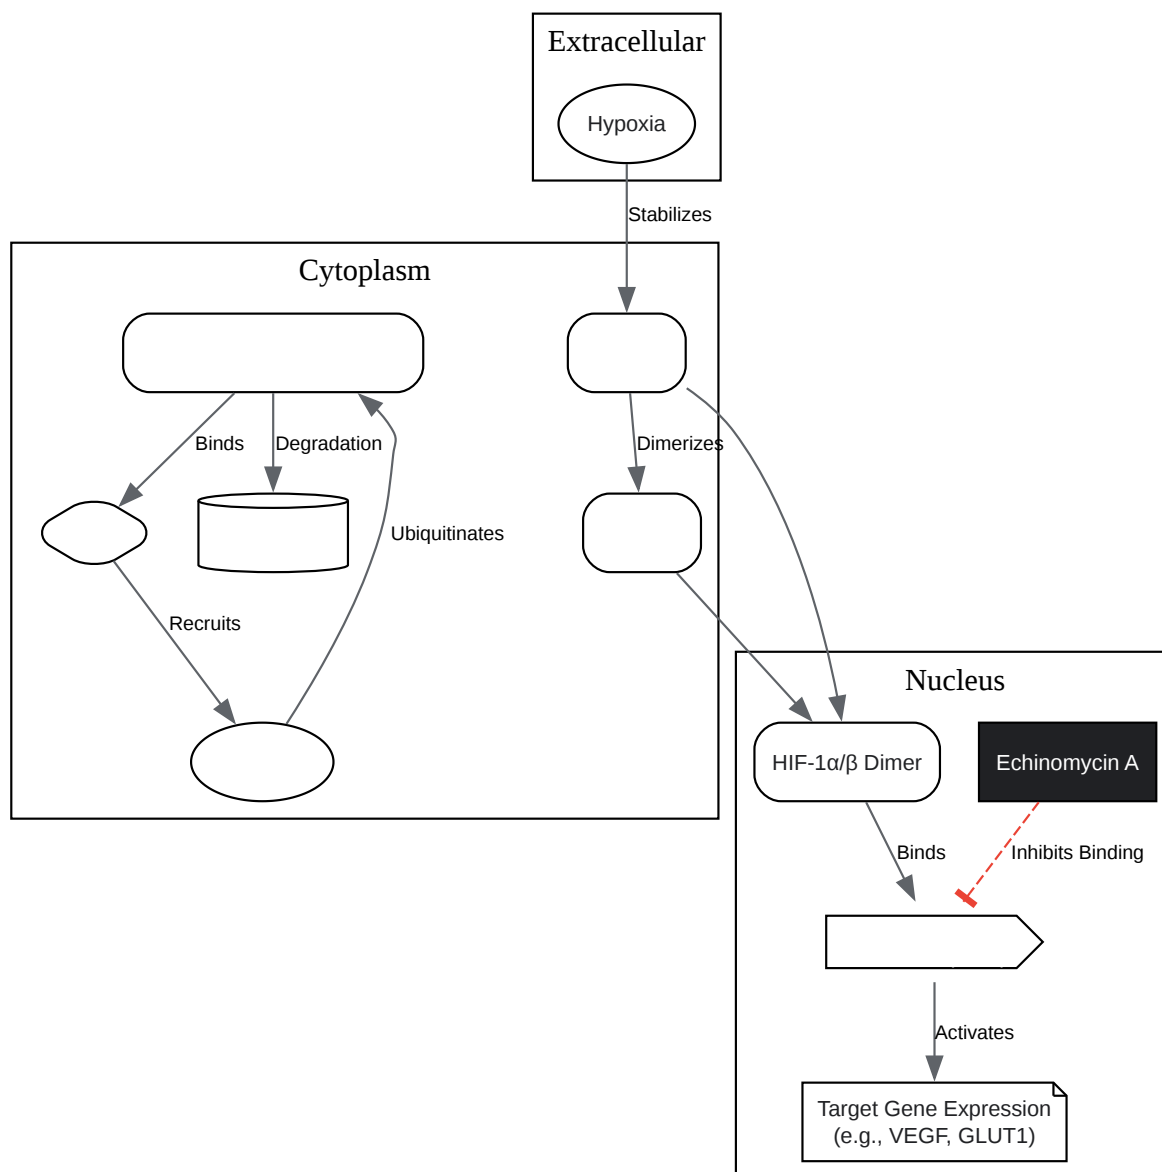 Extracellular
Hypoxia
Stabilizes
Cytoplasm
Binds
Degradation
Dimerizes
Ubiquitinates
Recruits
Nucleus
HIF-1α/β Dimer
Echinomycin A
Binds
Inhibits Binding
Activates
Target Gene Expression
(e.g., VEGF, GLUT1)